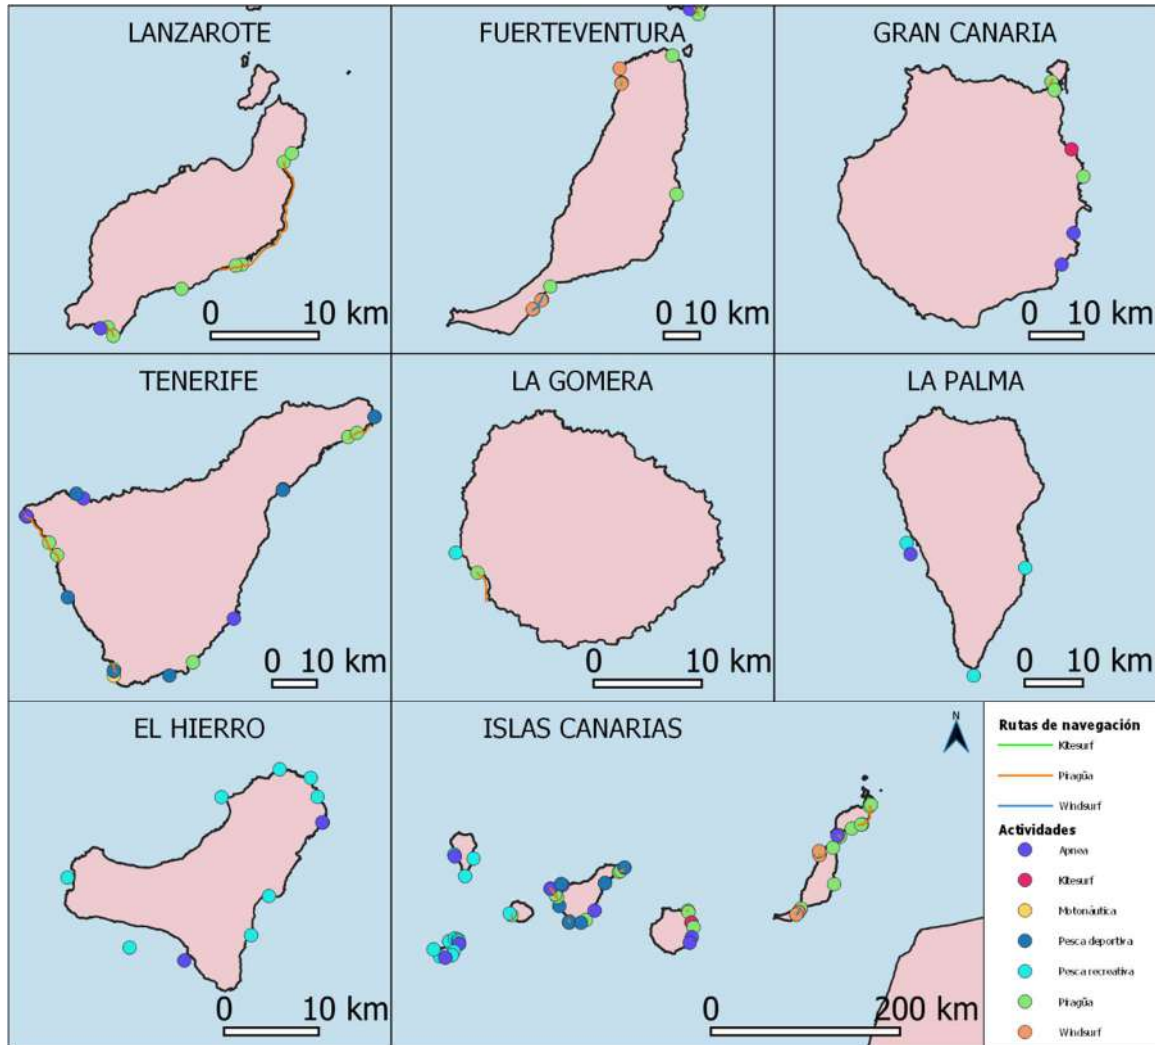 LANZAROTE
0 10 km
FUERTEVENTURA
0 10 km
GRAN CANARIA
0 10 km
TENERIFE
0 10 km
LA GOMERA
0 10 km
LA PALMA
0 10 km
EL HIERRO
0 10 km
ISLAS CANARIAS
N
0 200 km
Rutas de navegación
Kitesurf
Piragüa
Windsurf
Actividades
Apnea
Kitesurf
Motonáutica
Pesca deportiva
Pesca recreativa
Piragüa
Windsurf